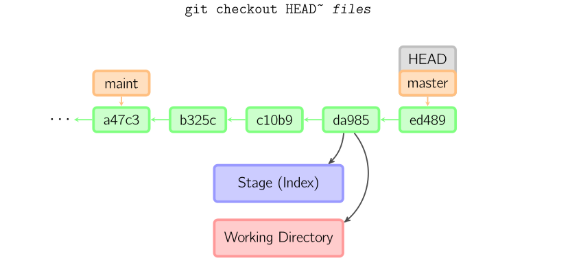 git checkout HEAD~ files
HEAD
maint
master
··· a47c3 b325c c10b9 da985 ed489
Stage (Index)
Working Directory